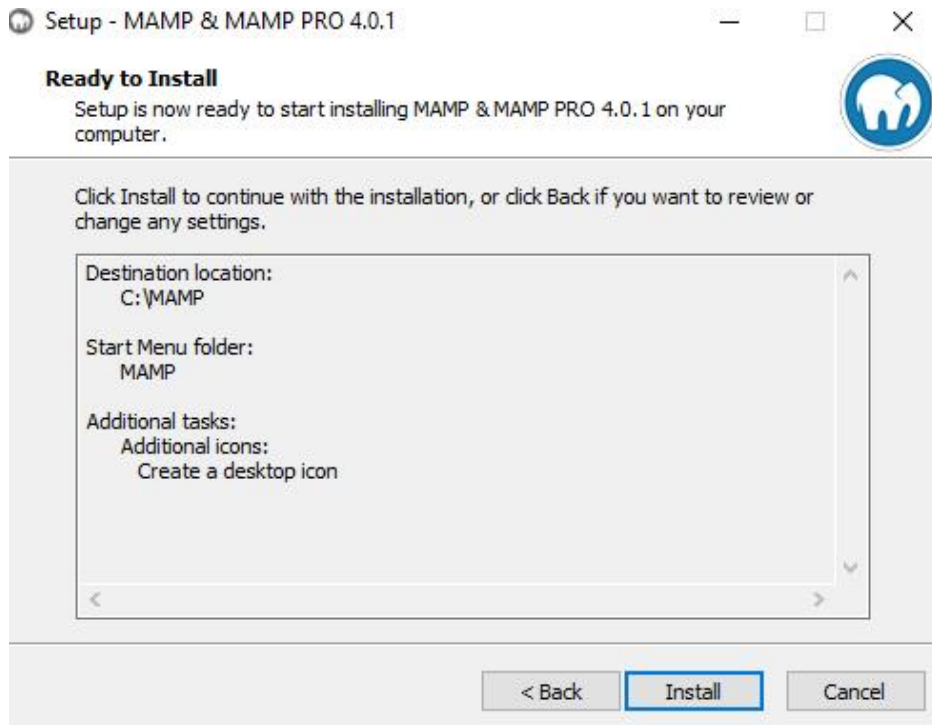 Setup - MAMP & MAMP PRO 4.0.1
Ready to Install
Setup is now ready to start installing MAMP & MAMP PRO 4.0.1 on your
computer.
Click Install to continue with the installation, or click Back if you want to review or
change any settings.
Destination location:
C:\MAMP
Start Menu folder:
MAMP
Additional tasks:
Additional icons:
Create a desktop icon
< Back
Install
Cancel